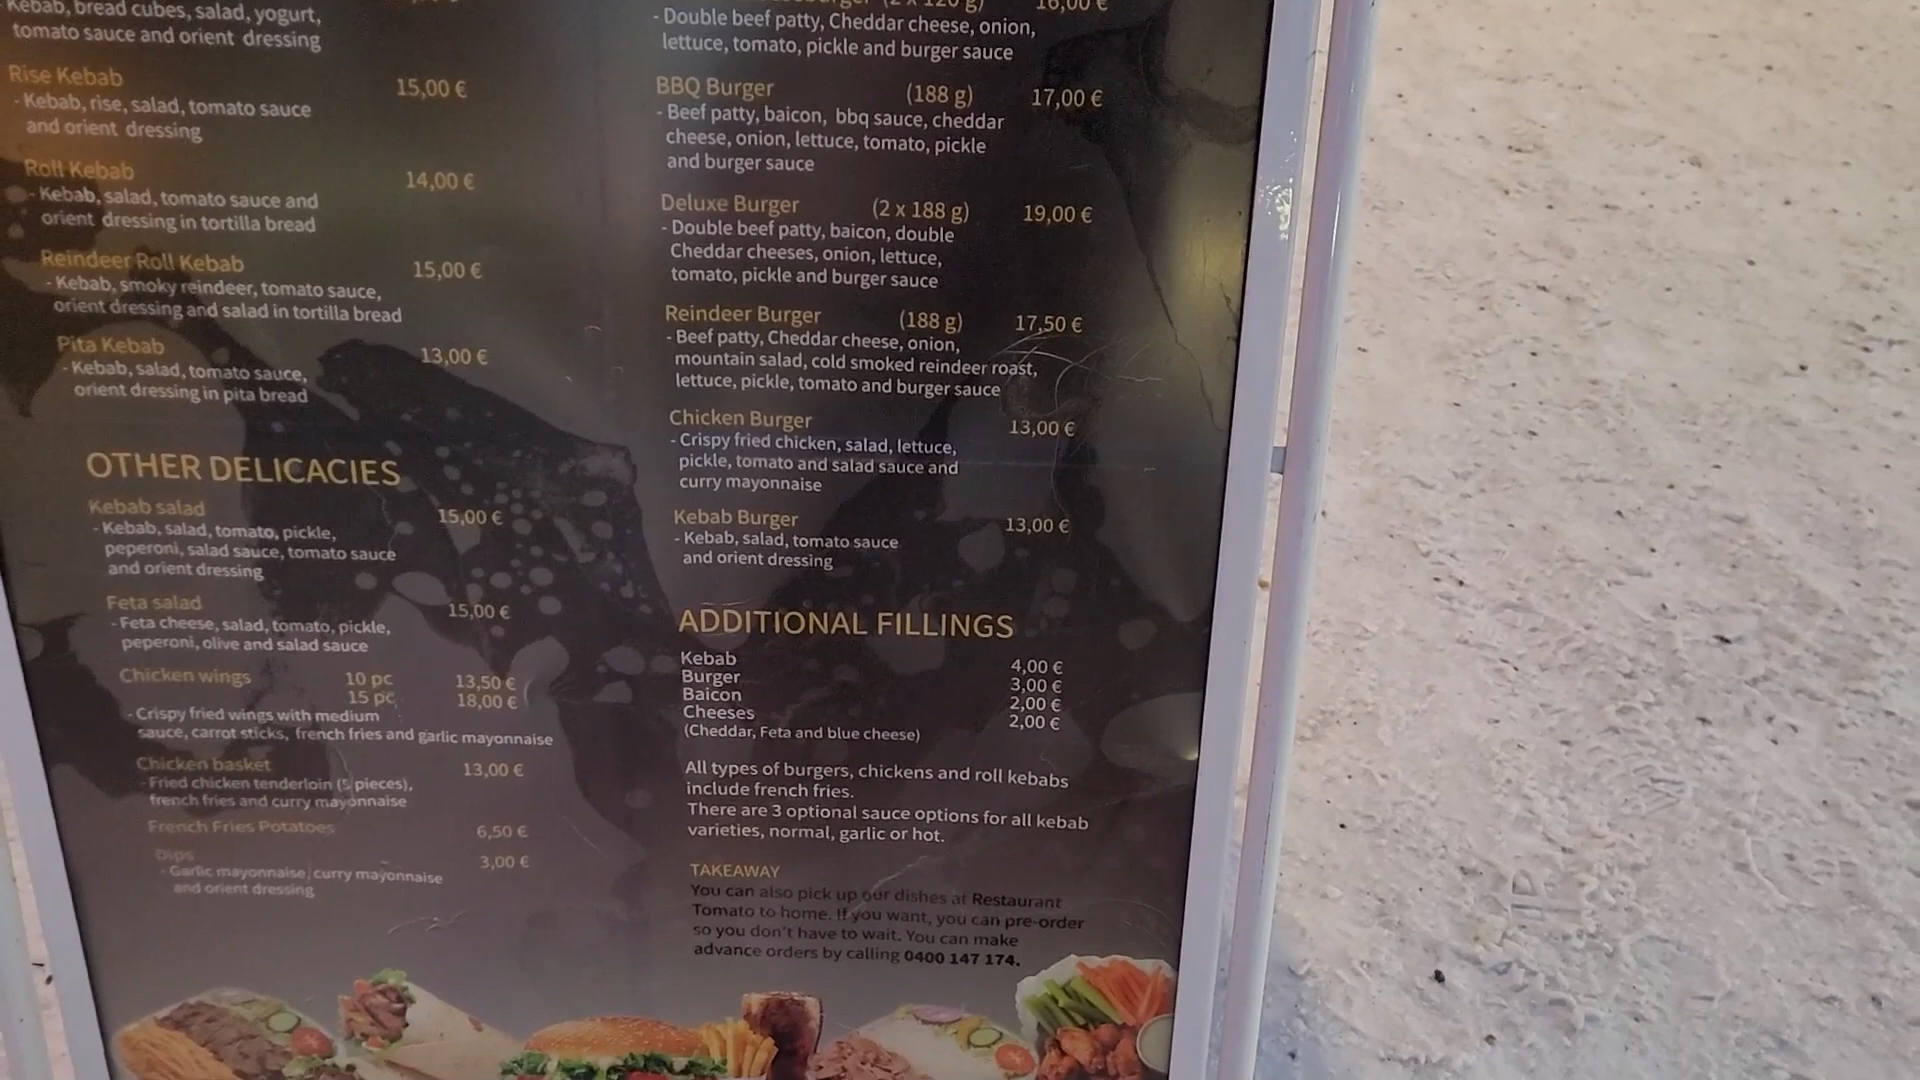 Kebab, bread cubes, salad, yogurt,
tomato sauce and orient dressing
Rise Kebab 15,00 €
- Kebab, rise, salad, tomato sauce
and orient dressing
Roll Kebab 14,00 €
- Kebab, salad, tomato sauce and
orient dressing in tortilla bread
Reindeer Roll Kebab 15,00 €
- Kebab, smoky reindeer, tomato sauce,
orient dressing and salad in tortilla bread
Pita Kebab 13,00 €
- Kebab, salad, tomato sauce,
orient dressing in pita bread
OTHER DELICACIES
Kebab salad 15,00 €
- Kebab, salad, tomato, pickle,
peperoni, salad sauce, tomato sauce
and orient dressing
Feta salad 15,00 €
- Feta cheese, salad, tomato, pickle,
peperoni, olive and salad sauce
Chicken wings 10 pc 13,50 €
15 pc 18,00 €
- Crispy fried wings with medium
sauce, carrot sticks, french fries and garlic mayonnaise
Chicken basket 13,00 €
- Fried chicken tenderloin (5 pieces),
french fries and curry mayonnaise
French Fries Potatoes 6,50 €
Dips 3,00 €
- Garlic mayonnaise, curry mayonnaise
and orient dressing
(2 x 120 g) 16,00 €
- Double beef patty, Cheddar cheese, onion,
lettuce, tomato, pickle and burger sauce
BBQ Burger (188 g) 17,00 €
- Beef patty, baicon, bbq sauce, cheddar
cheese, onion, lettuce, tomato, pickle
and burger sauce
Deluxe Burger (2 x 188 g) 19,00 €
- Double beef patty, baicon, double
Cheddar cheeses, onion, lettuce,
tomato, pickle and burger sauce
Reindeer Burger (188 g) 17,50 €
- Beef patty, Cheddar cheese, onion,
mountain salad, cold smoked reindeer roast,
lettuce, pickle, tomato and burger sauce
Chicken Burger 13,00 €
- Crispy fried chicken, salad, lettuce,
pickle, tomato and salad sauce and
curry mayonnaise
Kebab Burger 13,00 €
- Kebab, salad, tomato sauce
and orient dressing
ADDITIONAL FILLINGS
Kebab 4,00 €
Burger 3,00 €
Baicon 2,00 €
Cheeses 2,00 €
(Cheddar, Feta and blue cheese)
All types of burgers, chickens and roll kebabs
include french fries.
There are 3 optional sauce options for all kebab
varieties, normal, garlic or hot.
TAKEAWAY
You can also pick up our dishes at Restaurant
Tomato to home. If you want, you can pre-order
so you don't have to wait. You can make
advance orders by calling 0400 147 174.